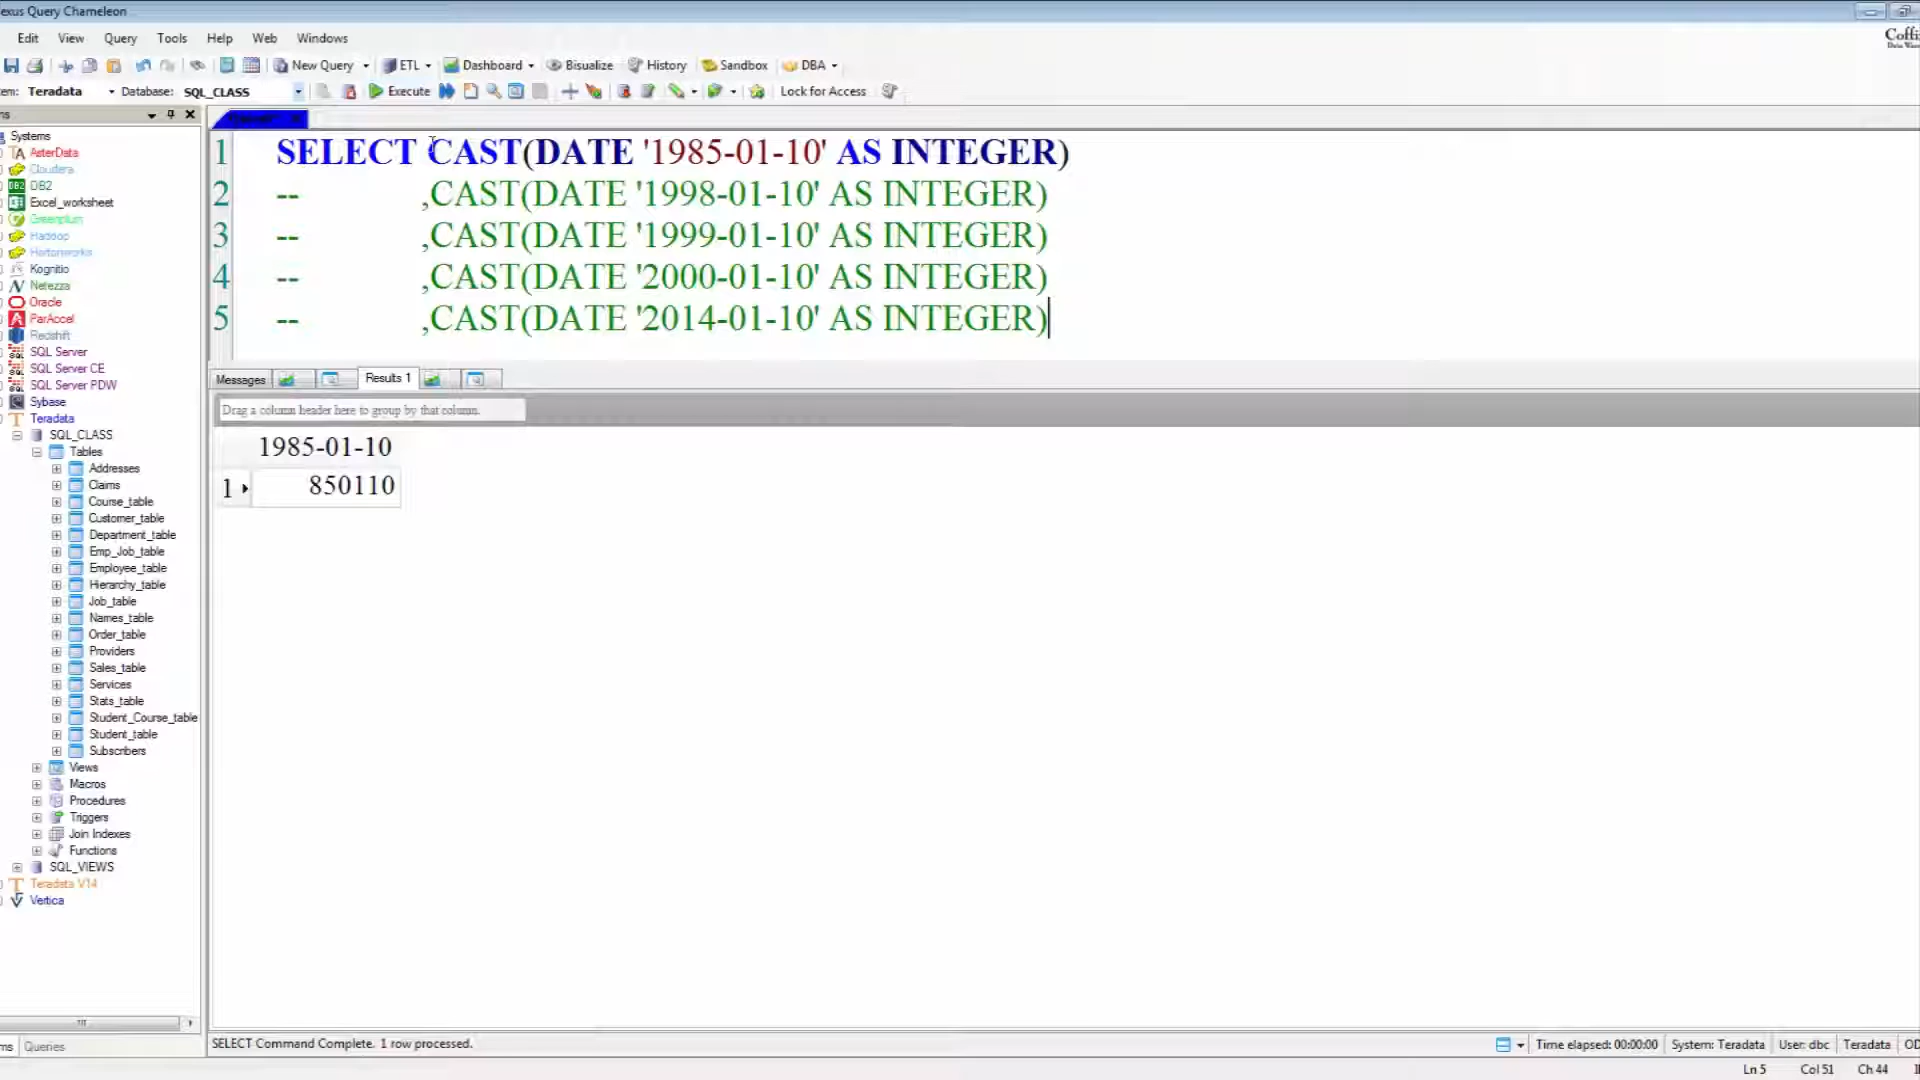 exus Query Chameleon
Edit View Query Tools Help Web Windows
Coffi
New Query ETL Dashboard Bisualize History Sandbox DBA
em: Teradata Database: SQL_CLASS Execute Lock for Access
ns
Systems
AsterData
Cloudera
DB2
Excel_worksheet
Greenplum
Hadoop
Hortonworks
Kognitio
Netezza
Oracle
ParAccel
Redshift
SQL Server
SQL Server CE
SQL Server PDW
Sybase
Teradata
SQL_CLASS
Tables
Addresses
Claims
Course_table
Customer_table
Department_table
Emp_Job_table
Employee_table
Hierarchy_table
Job_table
Names_table
Order_table
Providers
Sales_table
Services
Stats_table
Student_Course_table
Student_table
Subscribers
Views
Macros
Procedures
Triggers
Join Indexes
Functions
SQL_VIEWS
Teradata V14
Vertica
ms Queries
1 SELECT CAST(DATE '1985-01-10' AS INTEGER)
2 -- ,CAST(DATE '1998-01-10' AS INTEGER)
3 -- ,CAST(DATE '1999-01-10' AS INTEGER)
4 -- ,CAST(DATE '2000-01-10' AS INTEGER)
5 -- ,CAST(DATE '2014-01-10' AS INTEGER)
Messages Results 1
Drag a column header here to group by that column.
1985-01-10
1 850110
SELECT Command Complete. 1 row processed.
Time elapsed: 00:00:00 System: Teradata User: dbc Teradata OD
Ln 5 Col 51 Ch 44